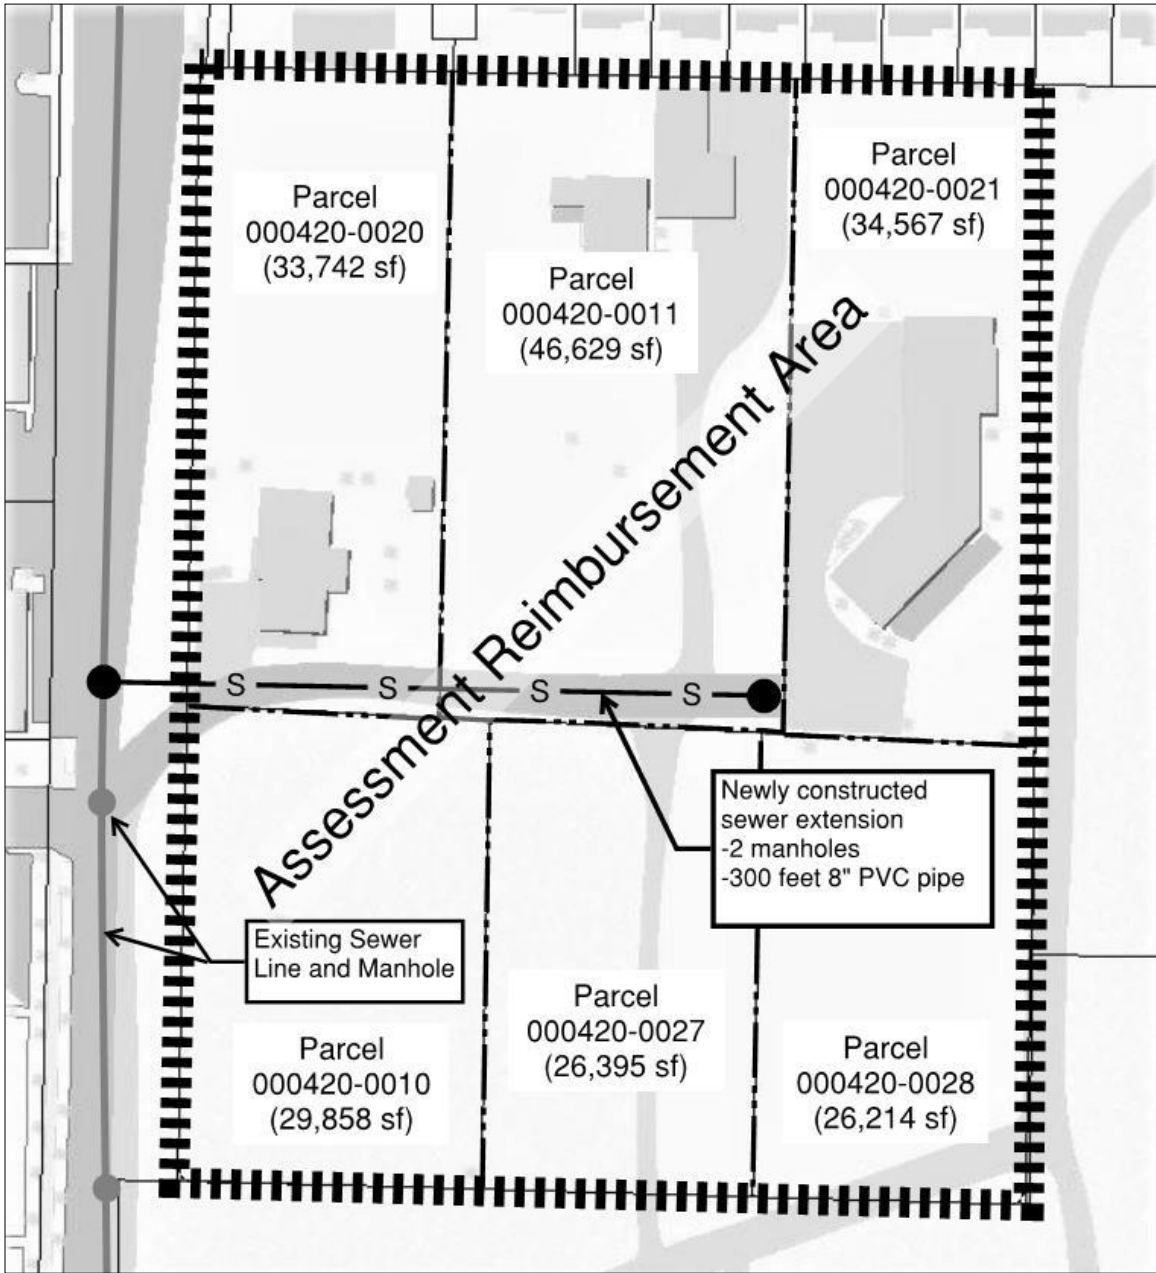 Parcel
000420-0020
(33,742 sf)
Parcel
000420-0011
(46,629 sf)
Parcel
000420-0021
(34,567 sf)
Assessment Reimbursement Area
S
S
S
S
Newly constructed
sewer extension
-2 manholes
-300 feet 8" PVC pipe
Existing Sewer
Line and Manhole
Parcel
000420-0010
(29,858 sf)
Parcel
000420-0027
(26,395 sf)
Parcel
000420-0028
(26,214 sf)